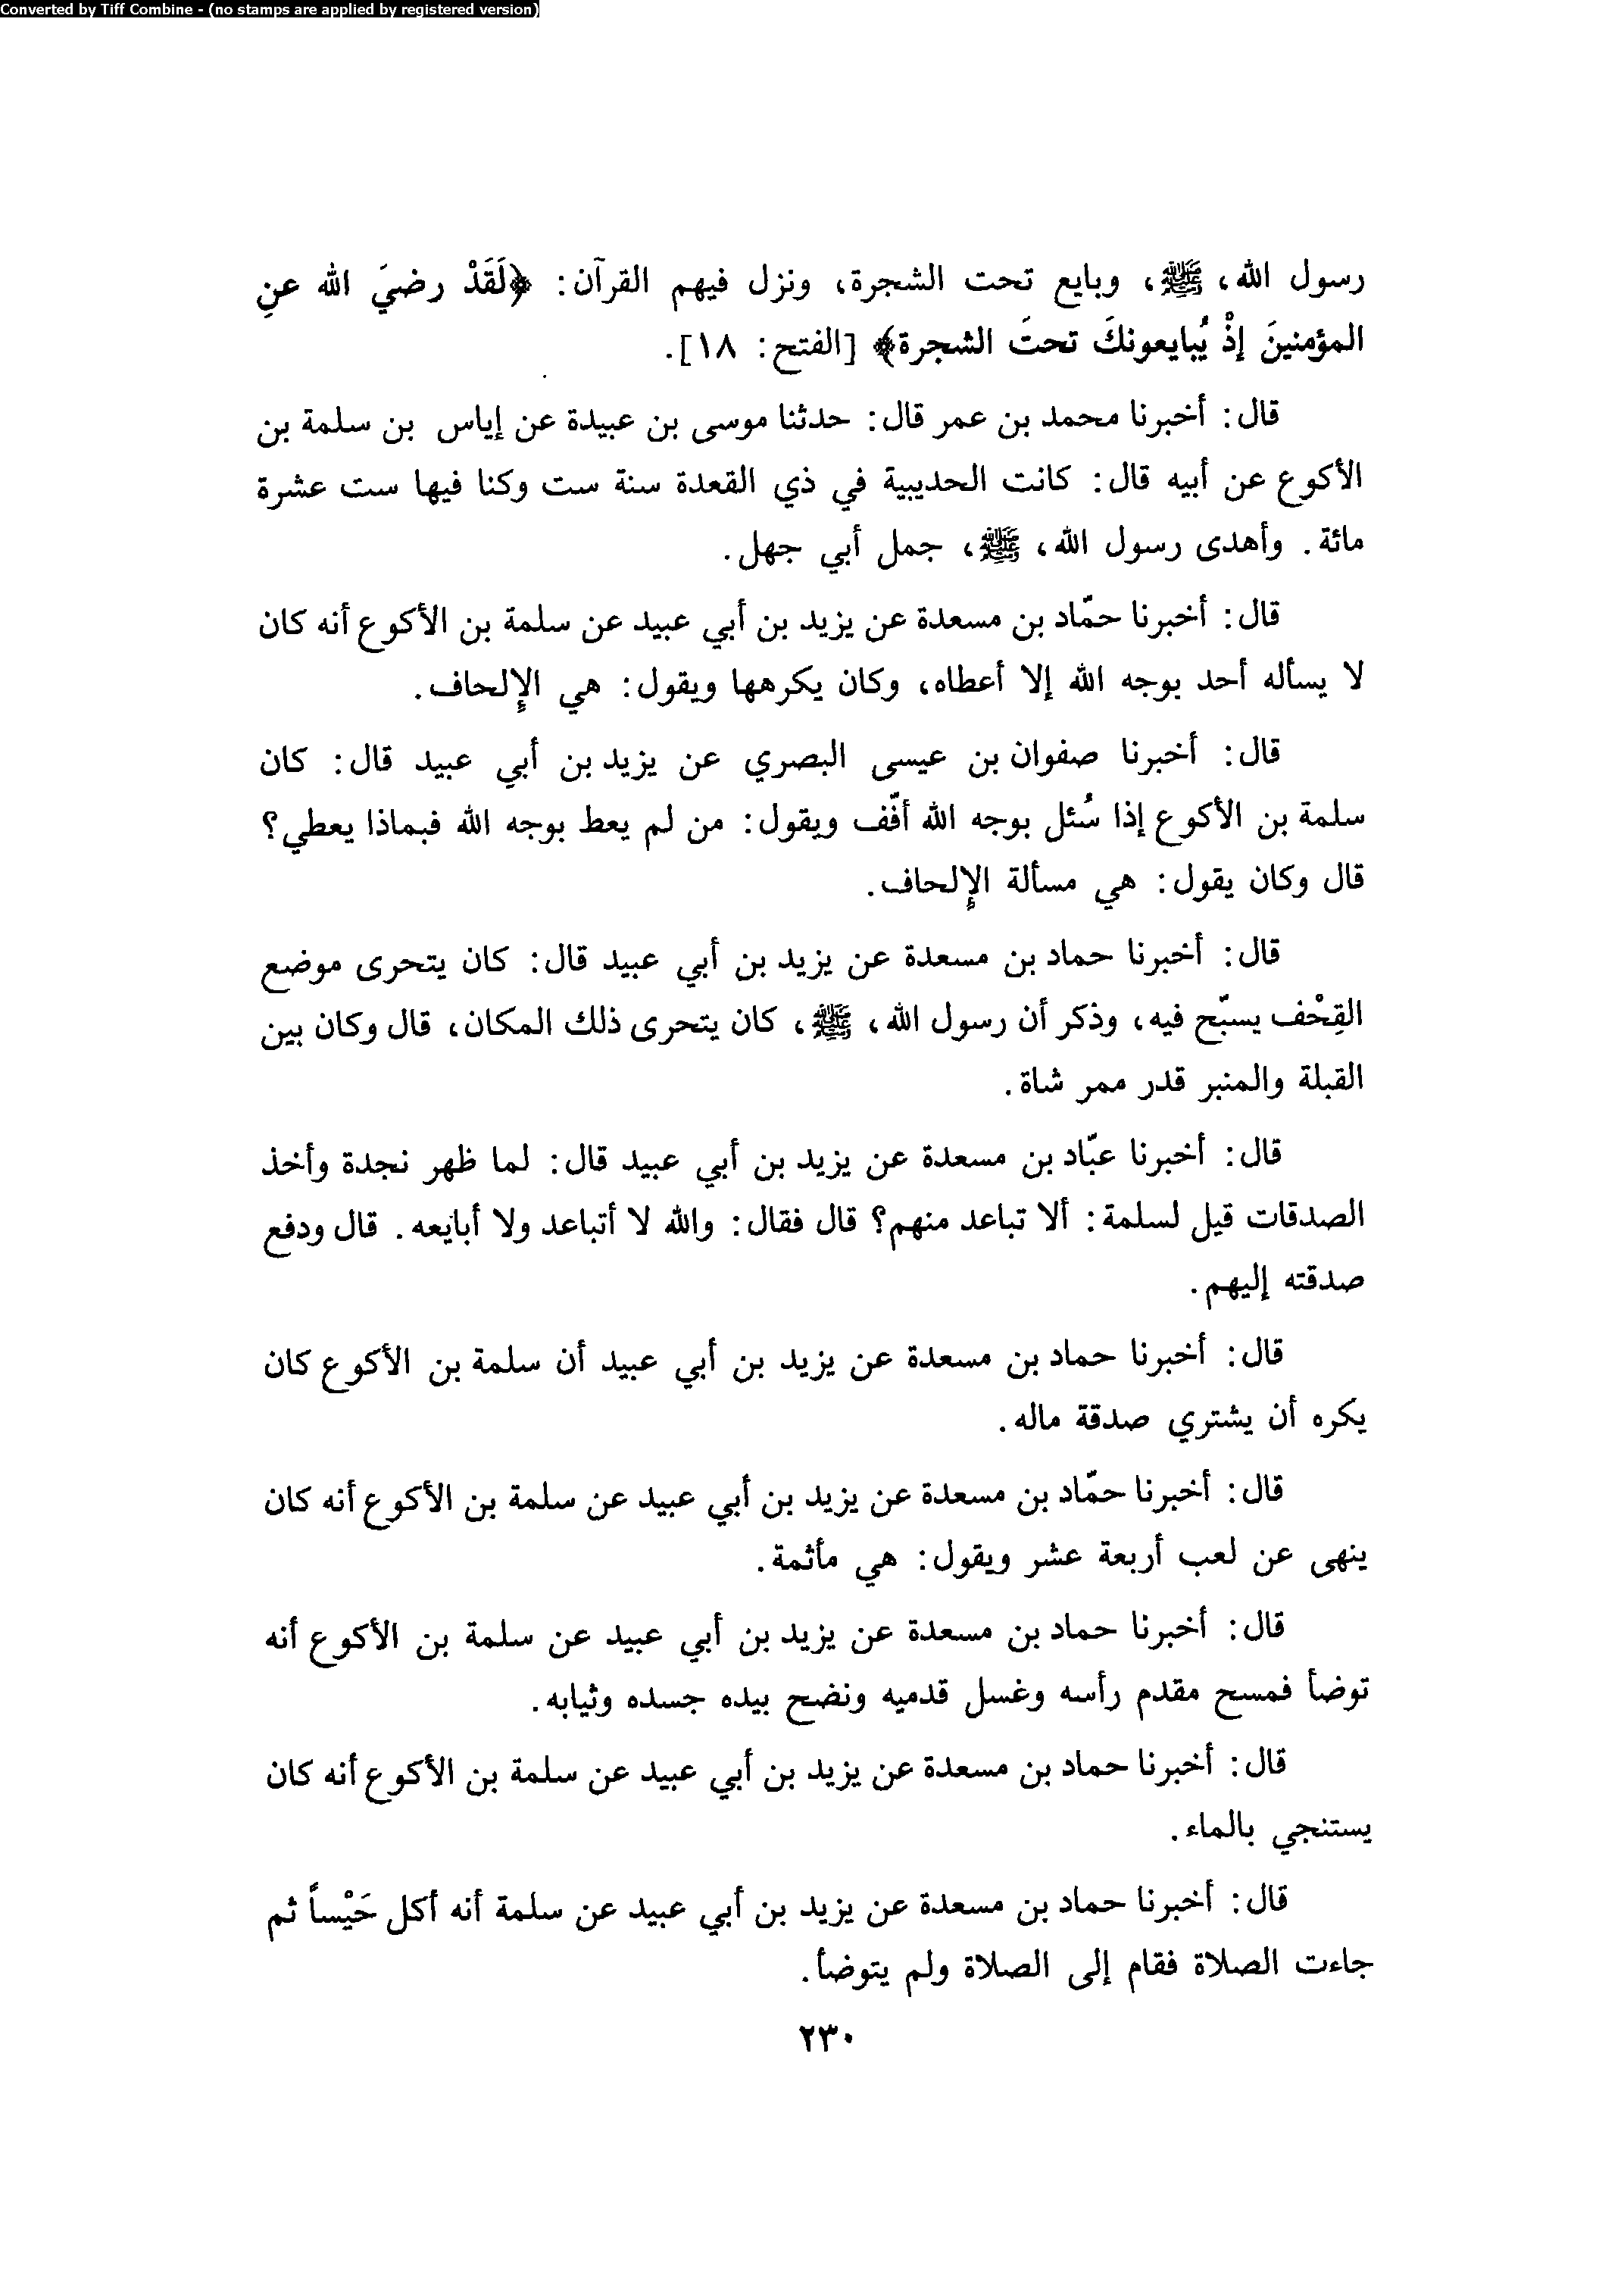 Converted by Tiff Combine - (no stamps are applied by registered version)
رسول الله، ﷺ، وبايع تحت الشجرة، ونزل فيهم القرآن: ﴿لَقَدْ رضيَ الله عنِ
المؤمنينَ إذْ يُبايعونكَ تحتَ الشجرة﴾ [الفتح: ١٨].
قال: أخبرنا محمد بن عمر قال: حدثنا موسى بن عبيدة عن إياس بن سلمة بن
الأكوع عن أبيه قال: كانت الحديبية في ذي القعدة سنة ست وكنا فيها ست عشرة
مائة. وأهدى رسول الله، ﷺ، جمل أبي جهل.
قال: أخبرنا حمّاد بن مسعدة عن يزيد بن أبي عبيد عن سلمة بن الأكوع أنه كان
لا يسأله أحد بوجه الله إلا أعطاه، وكان يكرهها ويقول: هي الإلحاف.
قال: أخبرنا صفوان بن عيسى البصري عن يزيد بن أبي عبيد قال: كان
سلمة بن الأكوع إذا سُئل بوجه الله أفّف ويقول: من لم يعط بوجه الله فبماذا يعطي؟
قال وكان يقول: هي مسألة الإلحاف.
قال: أخبرنا حماد بن مسعدة عن يزيد بن أبي عبيد قال: كان يتحرى موضع
القِحْف يسبّح فيه، وذكر أن رسول الله، ﷺ، كان يتحرى ذلك المكان، قال وكان بين
القبلة والمنبر قدر ممر شاة.
قال: أخبرنا عبّاد بن مسعدة عن يزيد بن أبي عبيد قال: لما ظهر نجدة وأخذ
الصدقات قيل لسلمة: ألا تباعد منهم؟ قال فقال: والله لا أتباعد ولا أبايعه. قال ودفع
صدقته إليهم.
قال: أخبرنا حماد بن مسعدة عن يزيد بن أبي عبيد أن سلمة بن الأكوع كان
يكره أن يشتري صدقة ماله.
قال: أخبرنا حمّاد بن مسعدة عن يزيد بن أبي عبيد عن سلمة بن الأكوع أنه كان
ينهى عن لعب أربعة عشر ويقول: هي مأثمة.
قال: أخبرنا حماد بن مسعدة عن يزيد بن أبي عبيد عن سلمة بن الأكوع أنه
توضأ فمسح مقدم رأسه وغسل قدميه ونضح بيده جسده وثيابه.
قال: أخبرنا حماد بن مسعدة عن يزيد بن أبي عبيد عن سلمة بن الأكوع أنه كان
يستنجي بالماء.
قال: أخبرنا حماد بن مسعدة عن يزيد بن أبي عبيد عن سلمة أنه أكل حَيْساً ثم
جاءت الصلاة فقام إلى الصلاة ولم يتوضأ.
٢٣٠